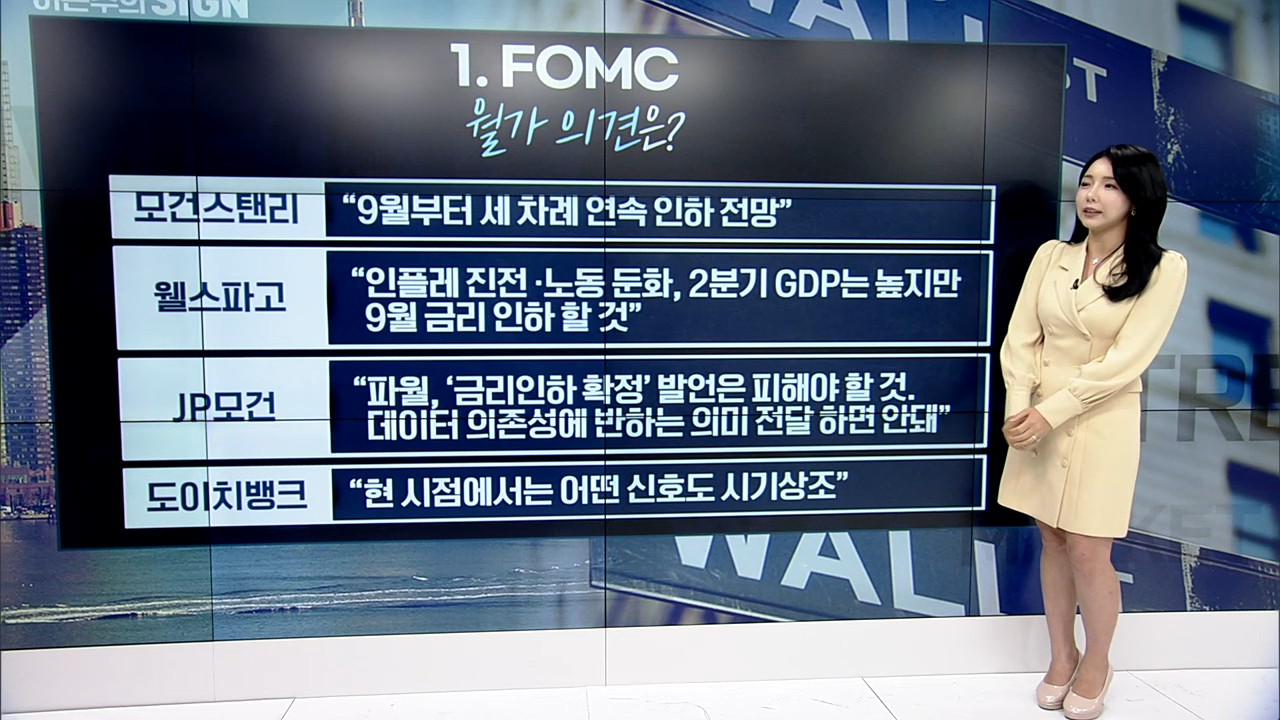 SIGN
1. FOMC
월가 의견은?
모건스탠리
“9월부터 세 차례 연속 인하 전망”
웰스파고
“인플레 진전·노동 둔화, 2분기 GDP는 높지만
9월 금리 인하 할 것”
JP모건
“파월, ‘금리인하 확정’ 발언은 피해야 할 것.
데이터 의존성에 반하는 의미 전달 하면 안돼”
도이치뱅크
“현 시점에서는 어떤 신호도 시기상조”
WALL
ST
WALL